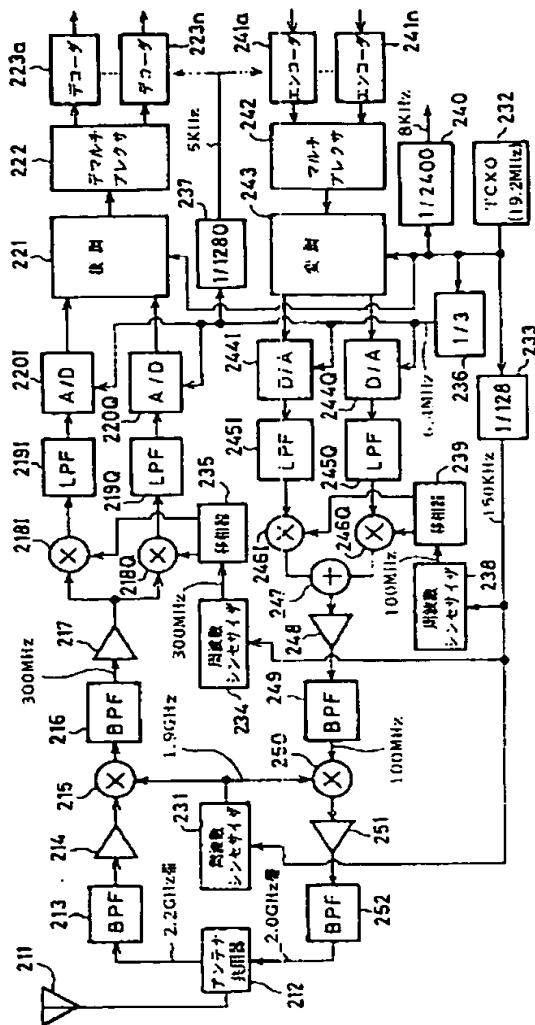 211
アンテナ
共用器
212
2.2GHz帯
2.0GHz帯
213
BPF
214
215
216
BPF
300MHz
217
218I
218Q
219I
LPF
219Q
LPF
220I
A/D
220Q
A/D
221
復調
222
デマルチ
プレクサ
223a
デコーダ
223n
デコーダ
231
周波数
シンセサイザ
1.9GHz
234
周波数
シンセサイザ
300MHz
235
移相器
237
1/1280
5KHz
241a
エンコーダ
241n
エンコーダ
242
マルチ
プレクサ
243
変調
244I
D/A
244Q
D/A
245I
LPF
245Q
LPF
246I
246Q
247
248
249
BPF
100MHz
250
251
252
BPF
238
周波数
シンセサイザ
100MHz
239
移相器
236
1/3
6.4MHz
233
1/128
150KHz
240
1/2400
8KHz
232
TCXO
(19.2MHz)